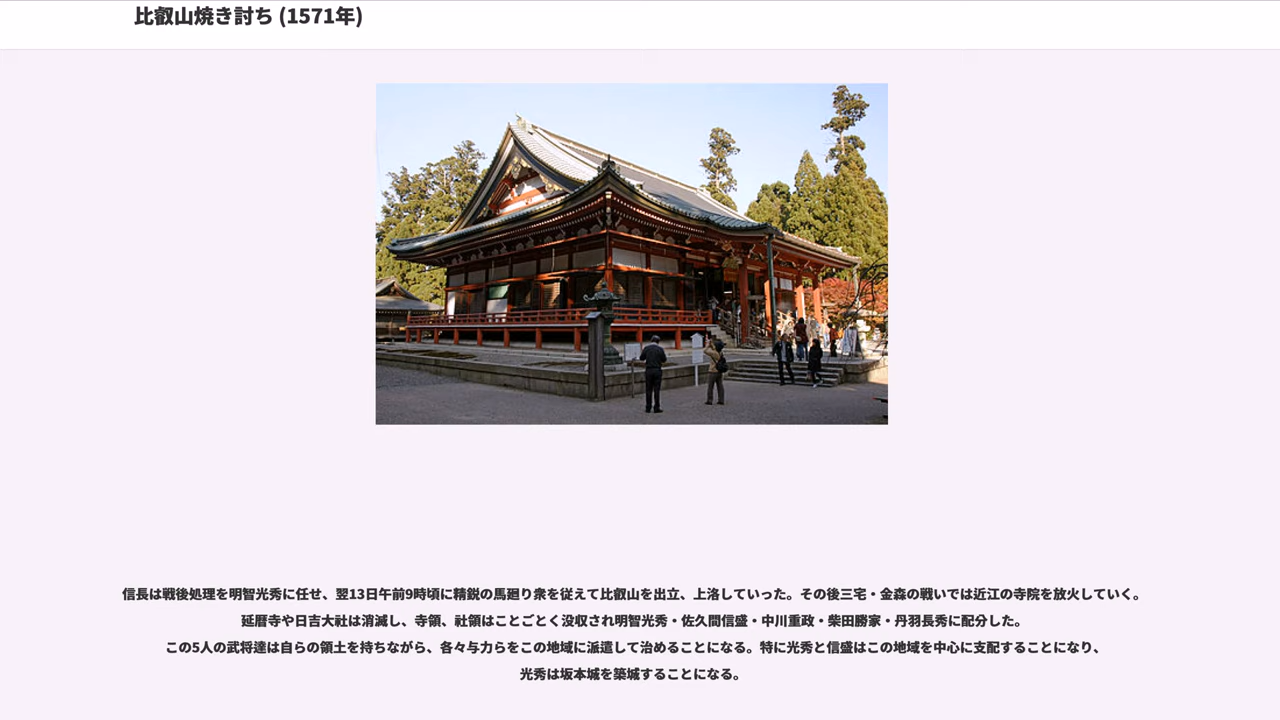 比叡山焼き討ち (1571年)
信長は戦後処理を明智光秀に任せ、翌13日午前9時頃に精鋭の馬廻り衆を従えて比叡山を出立、上洛していった。その後三宅・金森の戦いでは近江の寺院を放火していく。
延暦寺や日吉大社は消滅し、寺領、社領はことごとく没収され明智光秀・佐久間信盛・中川重政・柴田勝家・丹羽長秀に配分した。
この5人の武将達は自らの領土を持ちながら、各々与力らをこの地域に派遣して治めることになる。特に光秀と信盛はこの地域を中心に支配することになり、
光秀は坂本城を築城することになる。